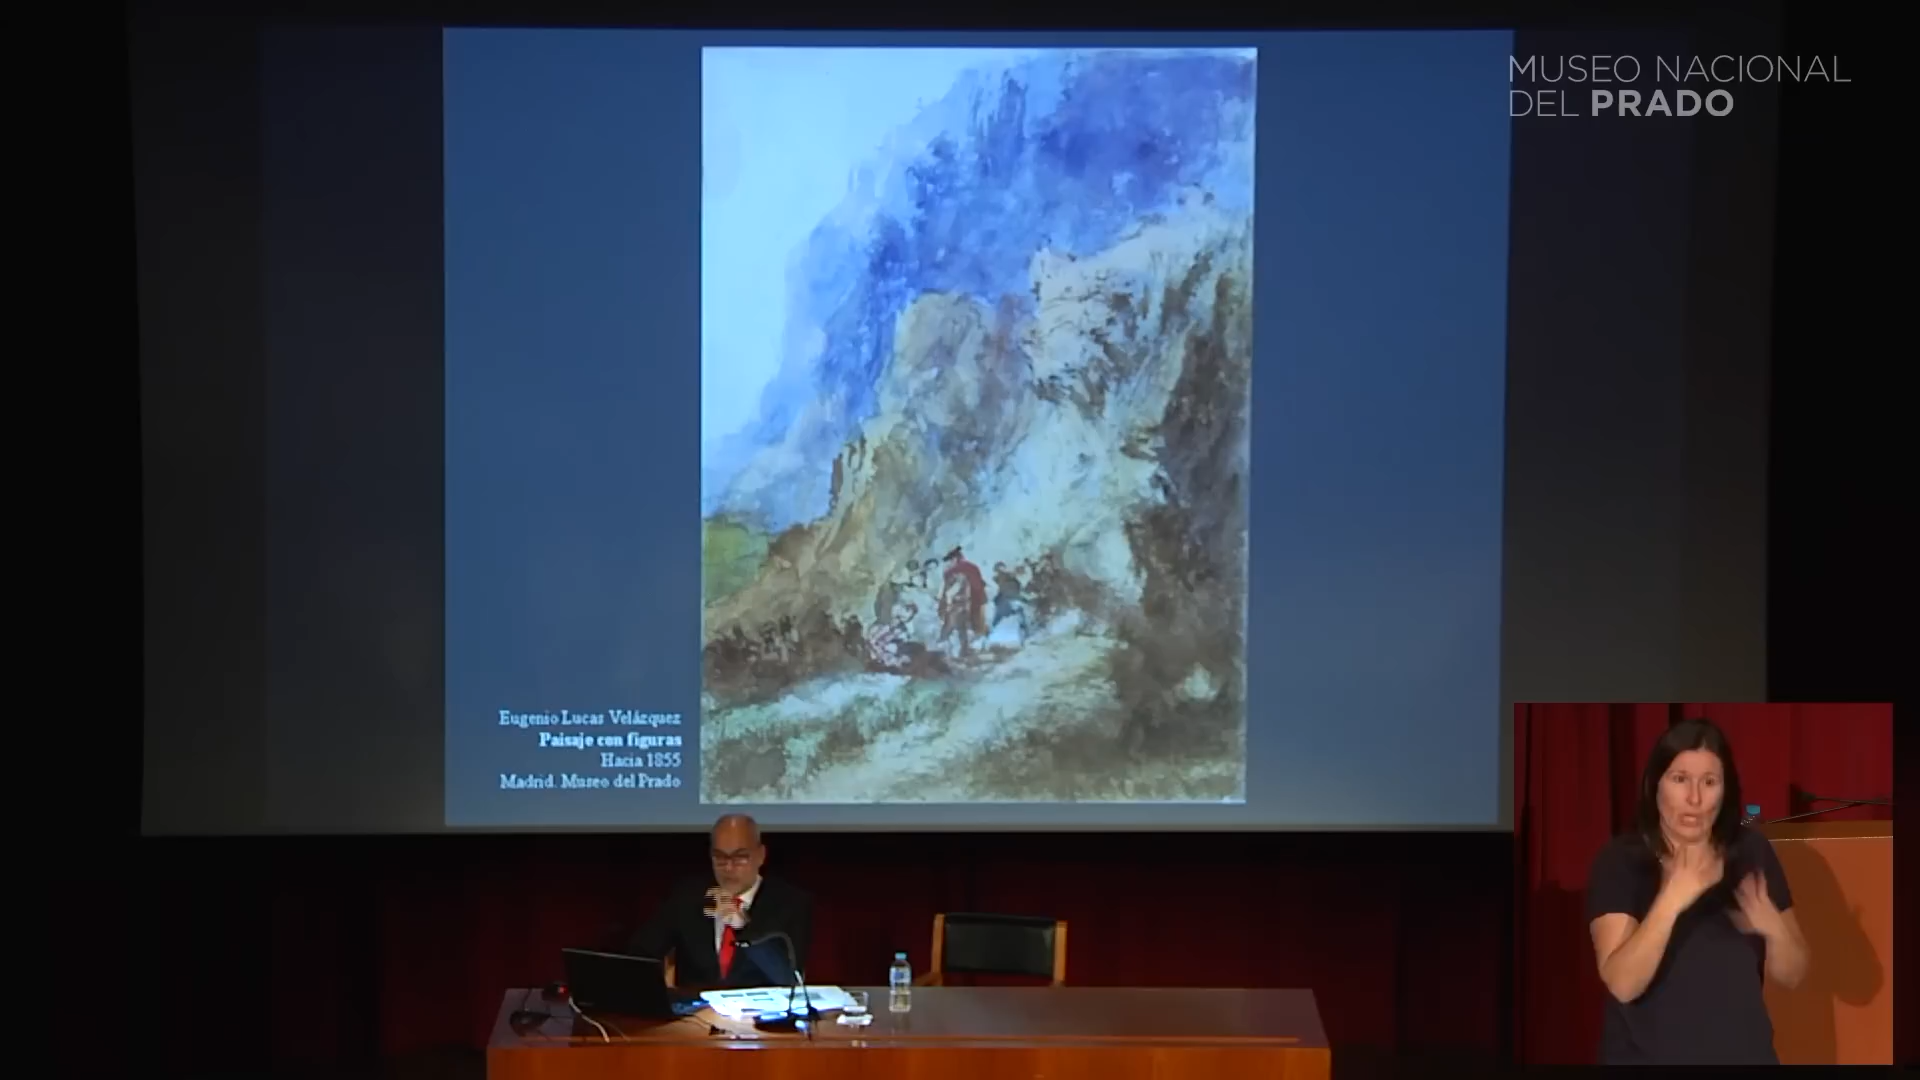 MUSEO NACIONAL
DEL PRADO
Eugenio Lucas Velázquez
Paisaje con figuras
Hacia 1855
Madrid. Museo del Prado